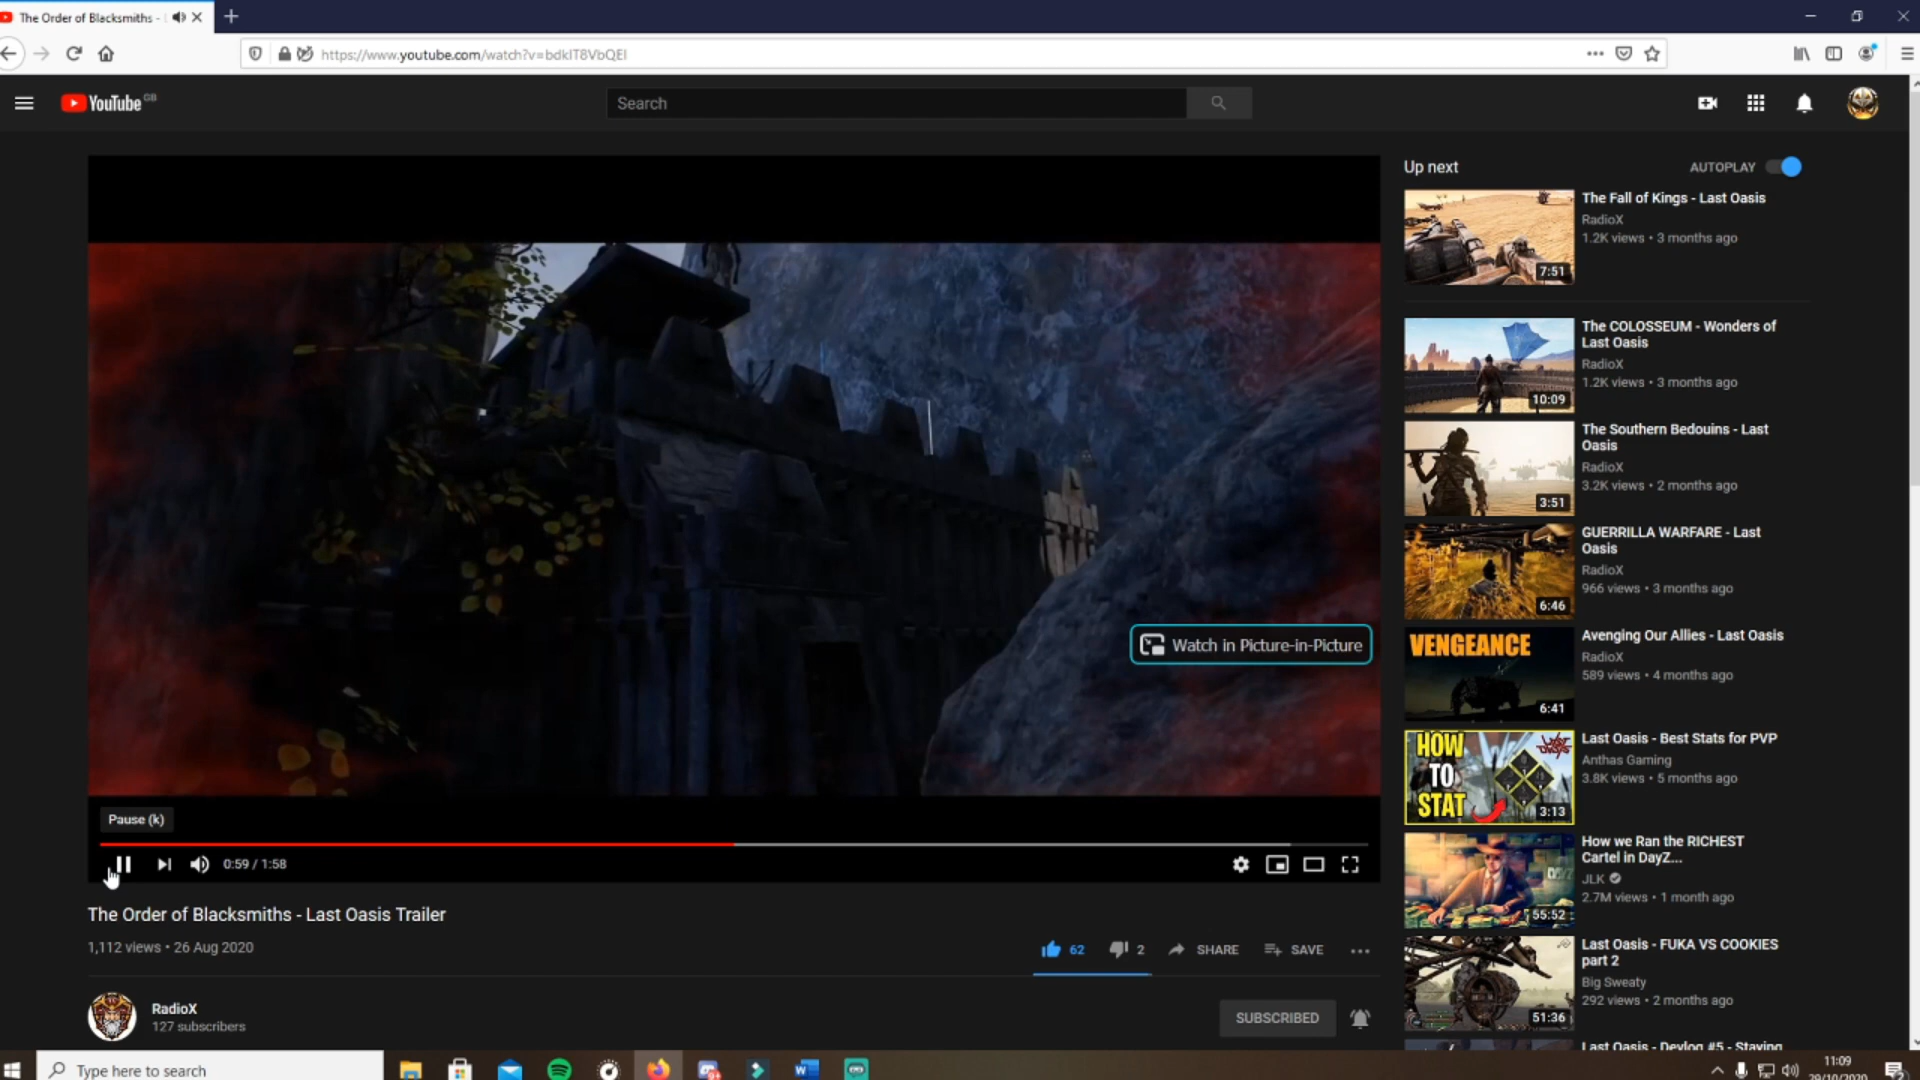 The Order of Blacksmiths -
https://www.youtube.com/watch?v=bdkIT8VbQEI
YouTube GB
Search
Up next
AUTOPLAY
The Fall of Kings - Last Oasis
RadioX
1.2K views • 3 months ago
7:51
The COLOSSEUM - Wonders of
Last Oasis
RadioX
1.2K views • 3 months ago
10:09
The Southern Bedouins - Last
Oasis
RadioX
3.2K views • 2 months ago
3:51
GUERRILLA WARFARE - Last
Oasis
RadioX
966 views • 3 months ago
6:46
VENGEANCE
Avenging Our Allies - Last Oasis
RadioX
589 views • 4 months ago
6:41
HOW
TO
STAT
3:13
Last Oasis - Best Stats for PVP
Anthas Gaming
3.8K views • 5 months ago
How we Ran the RICHEST
Cartel in DayZ...
JLK
2.7M views • 1 month ago
55:52
Last Oasis - FUKA VS COOKIES
part 2
Big Sweaty
292 views • 2 months ago
51:36
Last Oasis - Devlog #5 - Staying
Watch in Picture-in-Picture
Pause (k)
0:59 / 1:58
The Order of Blacksmiths - Last Oasis Trailer
1,112 views • 26 Aug 2020
62
2
SHARE
SAVE
RadioX
127 subscribers
SUBSCRIBED
Type here to search
11:09
29/10/2020